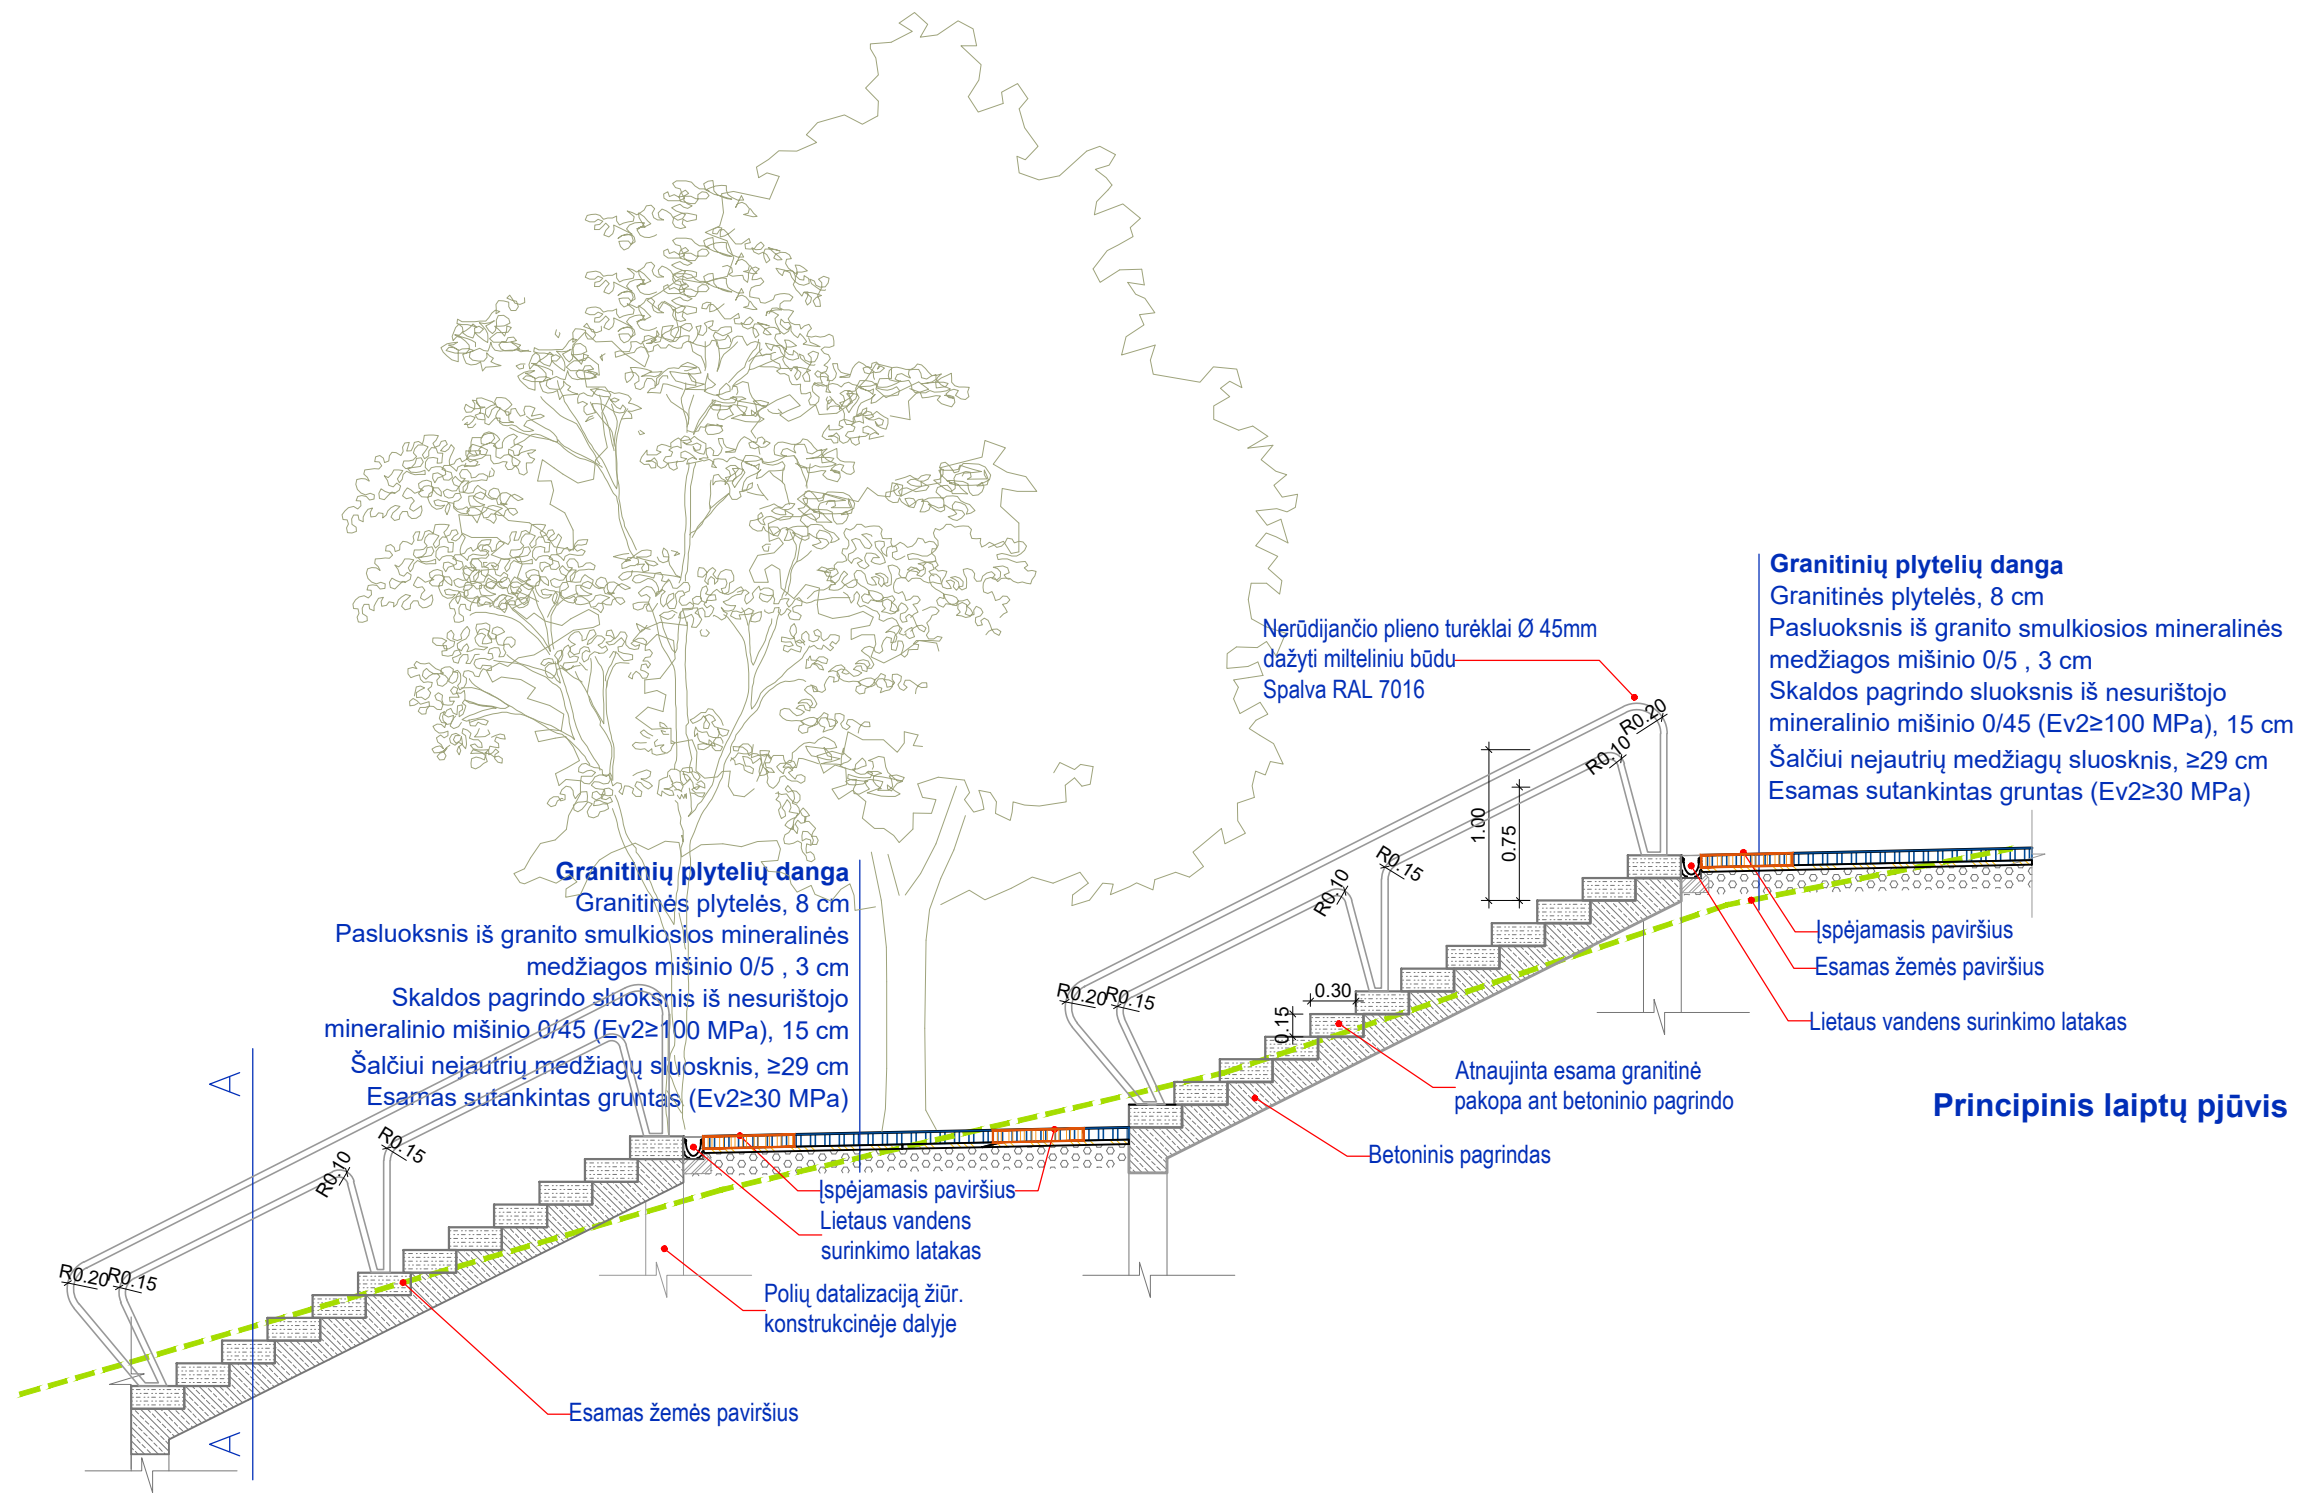 Granitinių plytelių danga
Granitinės plytelės, 8 cm
Pasluoksnis iš granito smulkiosios mineralinės
medžiagos mišinio 0/5 , 3 cm
Skaldos pagrindo sluoksnis iš nesurištojo
mineralinio mišinio 0/45 (Ev2≥100 MPa), 15 cm
Šalčiui nejautrių medžiagų sluosknis, ≥29 cm
Esamas sutankintas gruntas (Ev2≥30 MPa)
Nerūdijančio plieno turėklai Ø 45mm
dažyti milteliniu būdu
Spalva RAL 7016
R0.20
R0.10
1.00
0.75
R0.15
R0.10
Granitinių plytelių danga
Granitinės plytelės, 8 cm
Pasluoksnis iš granito smulkiosios mineralinės
medžiagos mišinio 0/5 , 3 cm
Skaldos pagrindo sluoksnis iš nesurištojo
mineralinio mišinio 0/45 (Ev2≥100 MPa), 15 cm
Šalčiui nejautrių medžiagų sluosknis, ≥29 cm
Esamas sutankintas gruntas (Ev2≥30 MPa)
Įspėjamasis paviršius
Esamas žemės paviršius
Lietaus vandens surinkimo latakas
R0.20
R0.15
0.30
0.15
Atnaujinta esama granitinė
pakopa ant betoninio pagrindo
Principinis laiptų pjūvis
Betoninis pagrindas
A
R0.15
R0.10
Įspėjamasis paviršius
Lietaus vandens
surinkimo latakas
R0.20
R0.15
Polių datalizaciją žiūr.
konstrukcinėje dalyje
Esamas žemės paviršius
A